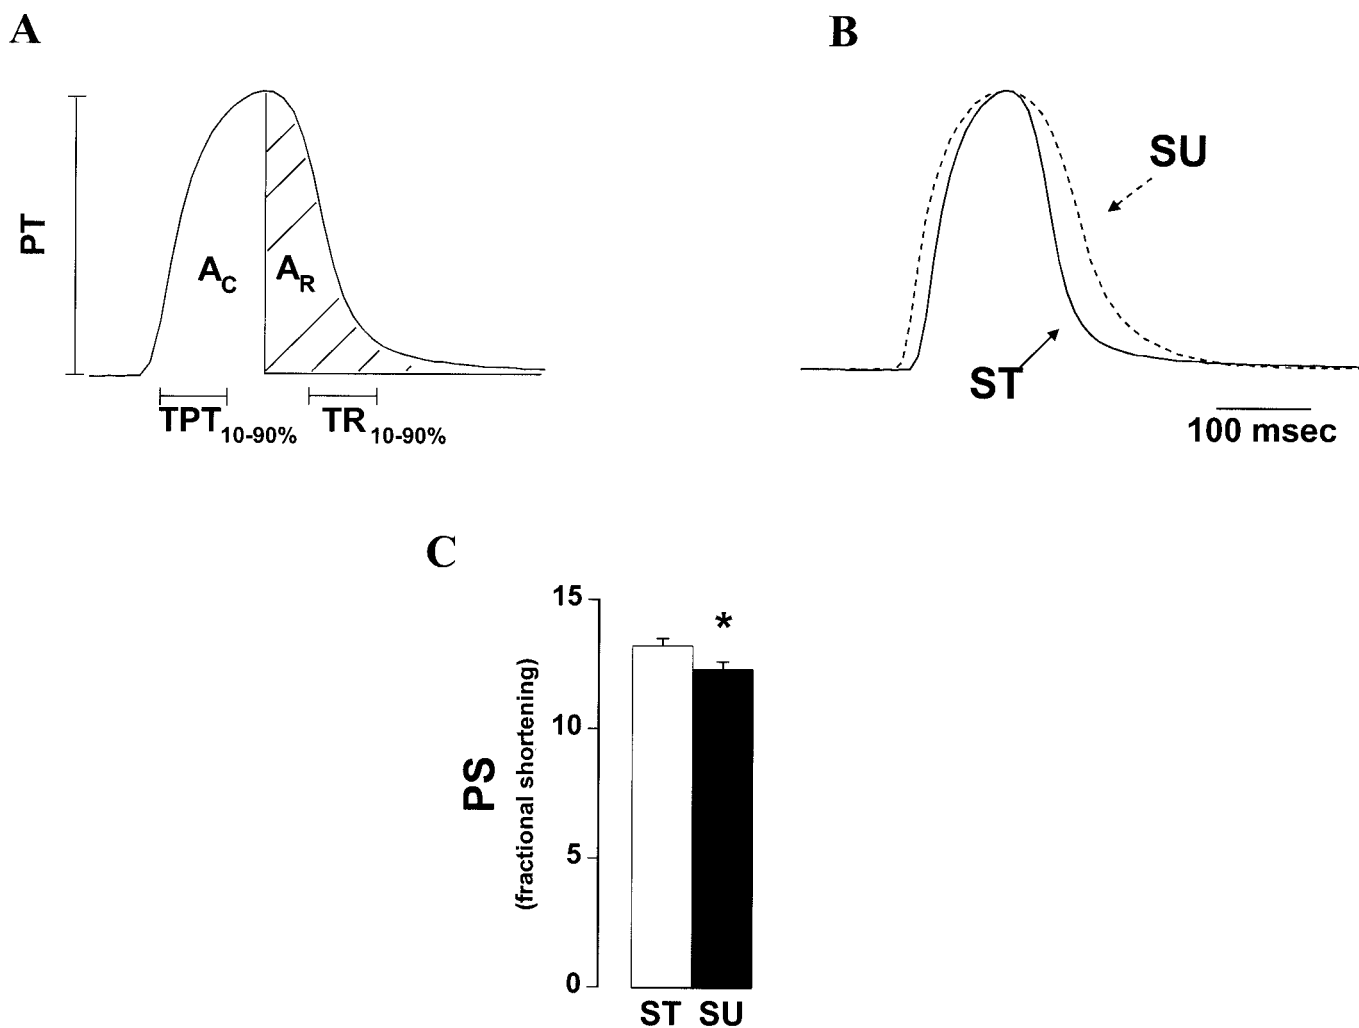 A
PT
A_C
A_R
TPT_10-90%
TR_10-90%
B
SU
ST
100 msec
C
15
*
10
5
0
PS
(fractional shortening)
ST SU